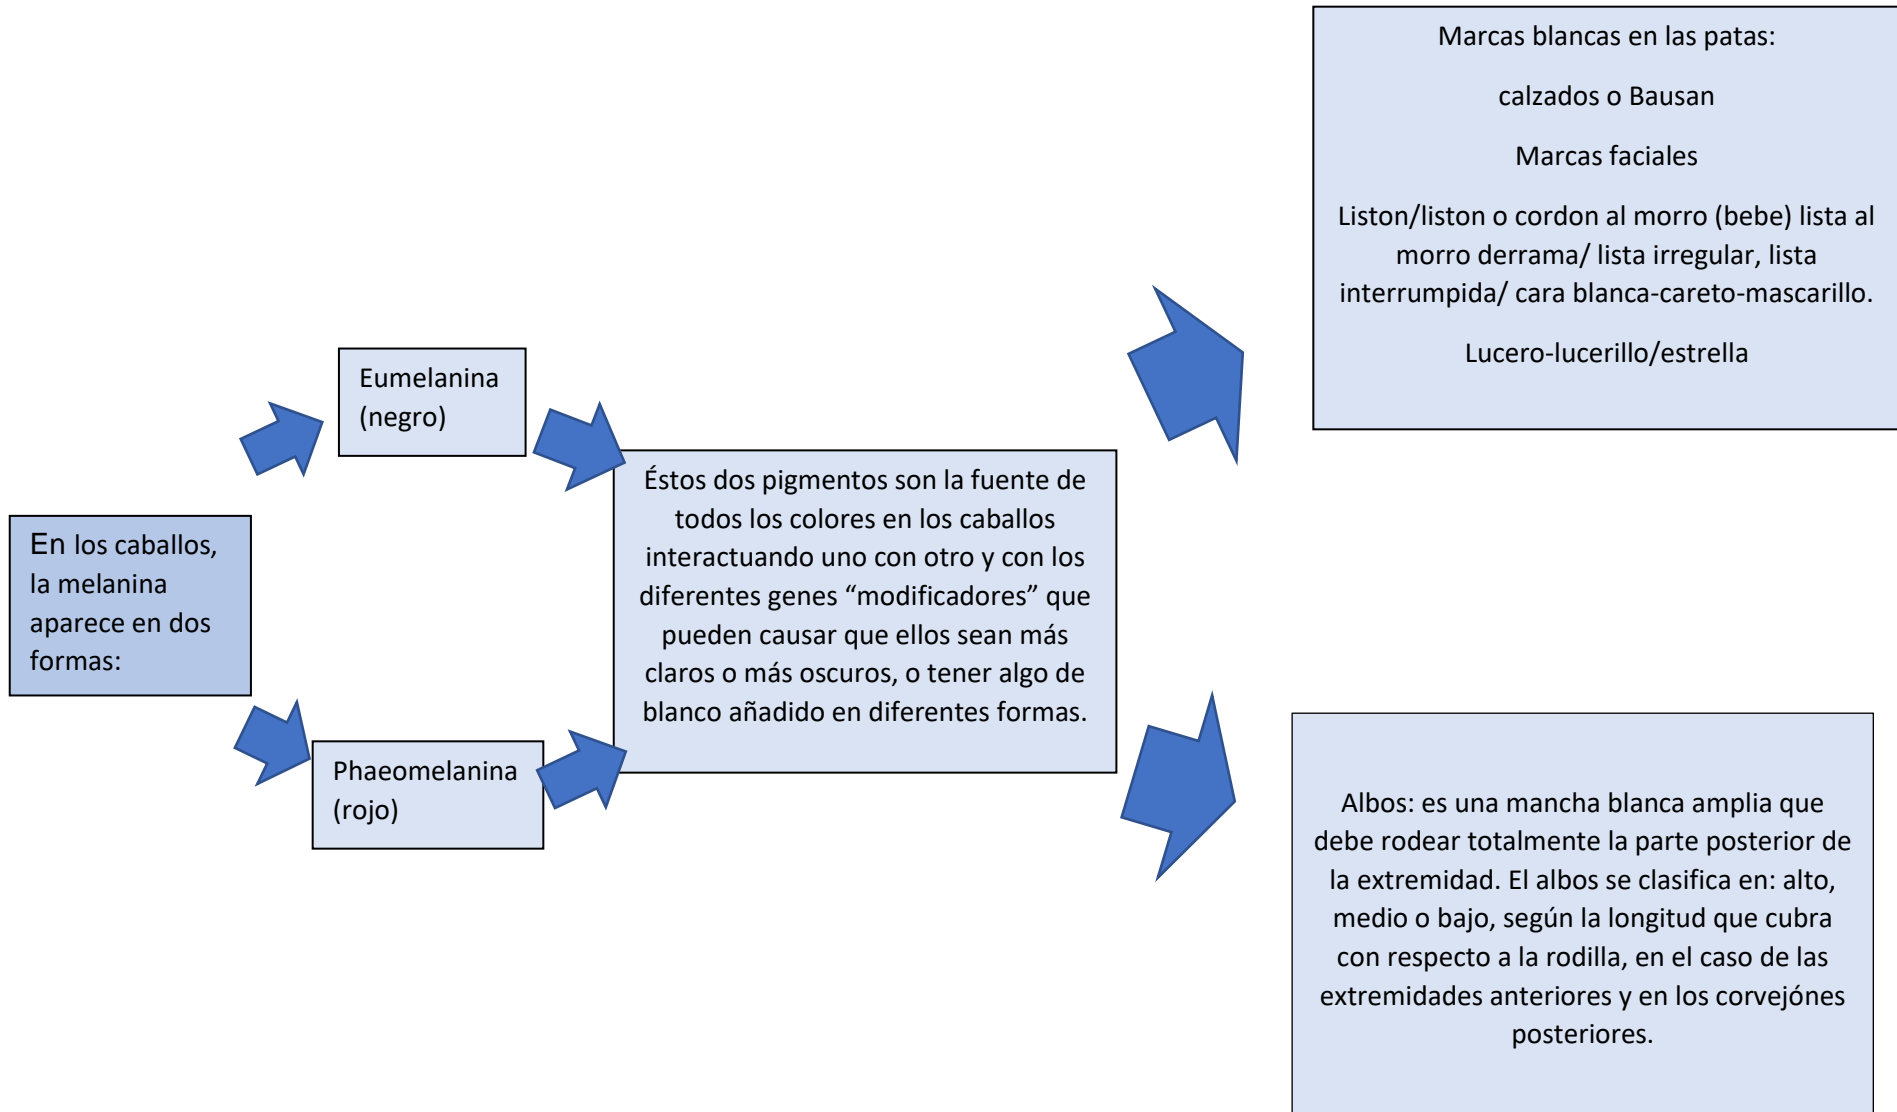 En los caballos,
la melanina
aparece en dos
formas:
Eumelanina
(negro)
Phaeomelanina
(rojo)
Éstos dos pigmentos son la fuente de
todos los colores en los caballos
interactuando uno con otro y con los
diferentes genes “modificadores” que
pueden causar que ellos sean más
claros o más oscuros, o tener algo de
blanco añadido en diferentes formas.
Marcas blancas en las patas:
calzados o Bausan
Marcas faciales
Liston/liston o cordon al morro (bebe) lista al
morro derrama/ lista irregular, lista
interrumpida/ cara blanca-careto-mascarillo.
Lucero-lucerillo/estrella
Albos: es una mancha blanca amplia que
debe rodear totalmente la parte posterior de
la extremidad. El albos se clasifica en: alto,
medio o bajo, según la longitud que cubra
con respecto a la rodilla, en el caso de las
extremidades anteriores y en los corvejónes
posteriores.